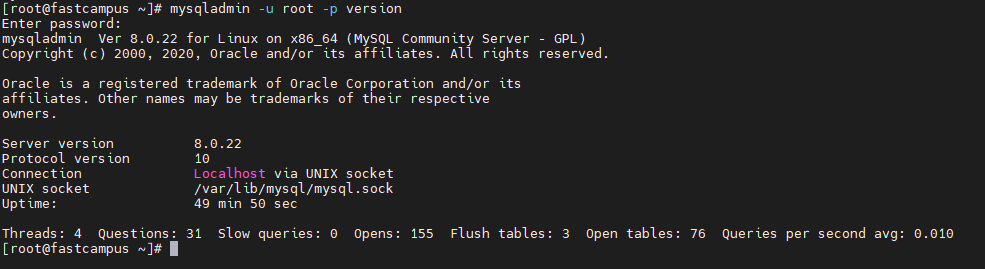 [root@fastcampus ~]# mysqladmin -u root -p version
Enter password:
mysqladmin  Ver 8.0.22 for Linux on x86_64 (MySQL Community Server - GPL)
Copyright (c) 2000, 2020, Oracle and/or its affiliates. All rights reserved.
Oracle is a registered trademark of Oracle Corporation and/or its
affiliates. Other names may be trademarks of their respective
owners.
Server version          8.0.22
Protocol version        10
Connection              Localhost via UNIX socket
UNIX socket             /var/lib/mysql/mysql.sock
Uptime:                 49 min 50 sec
Threads: 4  Questions: 31  Slow queries: 0  Opens: 155  Flush tables: 3  Open tables: 76  Queries per second avg: 0.010
[root@fastcampus ~]#